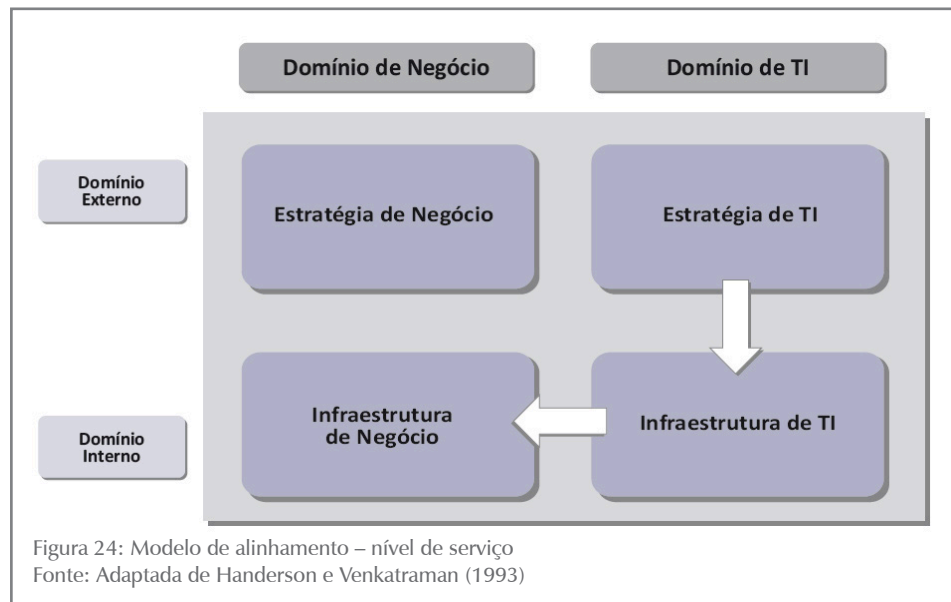 Domínio de Negócio
Domínio de TI
Domínio
Externo
Estratégia de Negócio
Estratégia de TI
Domínio
Interno
Infraestrutura
de Negócio
Infraestrutura de TI
Figura 24: Modelo de alinhamento – nível de serviço
Fonte: Adaptada de Handerson e Venkatraman (1993)